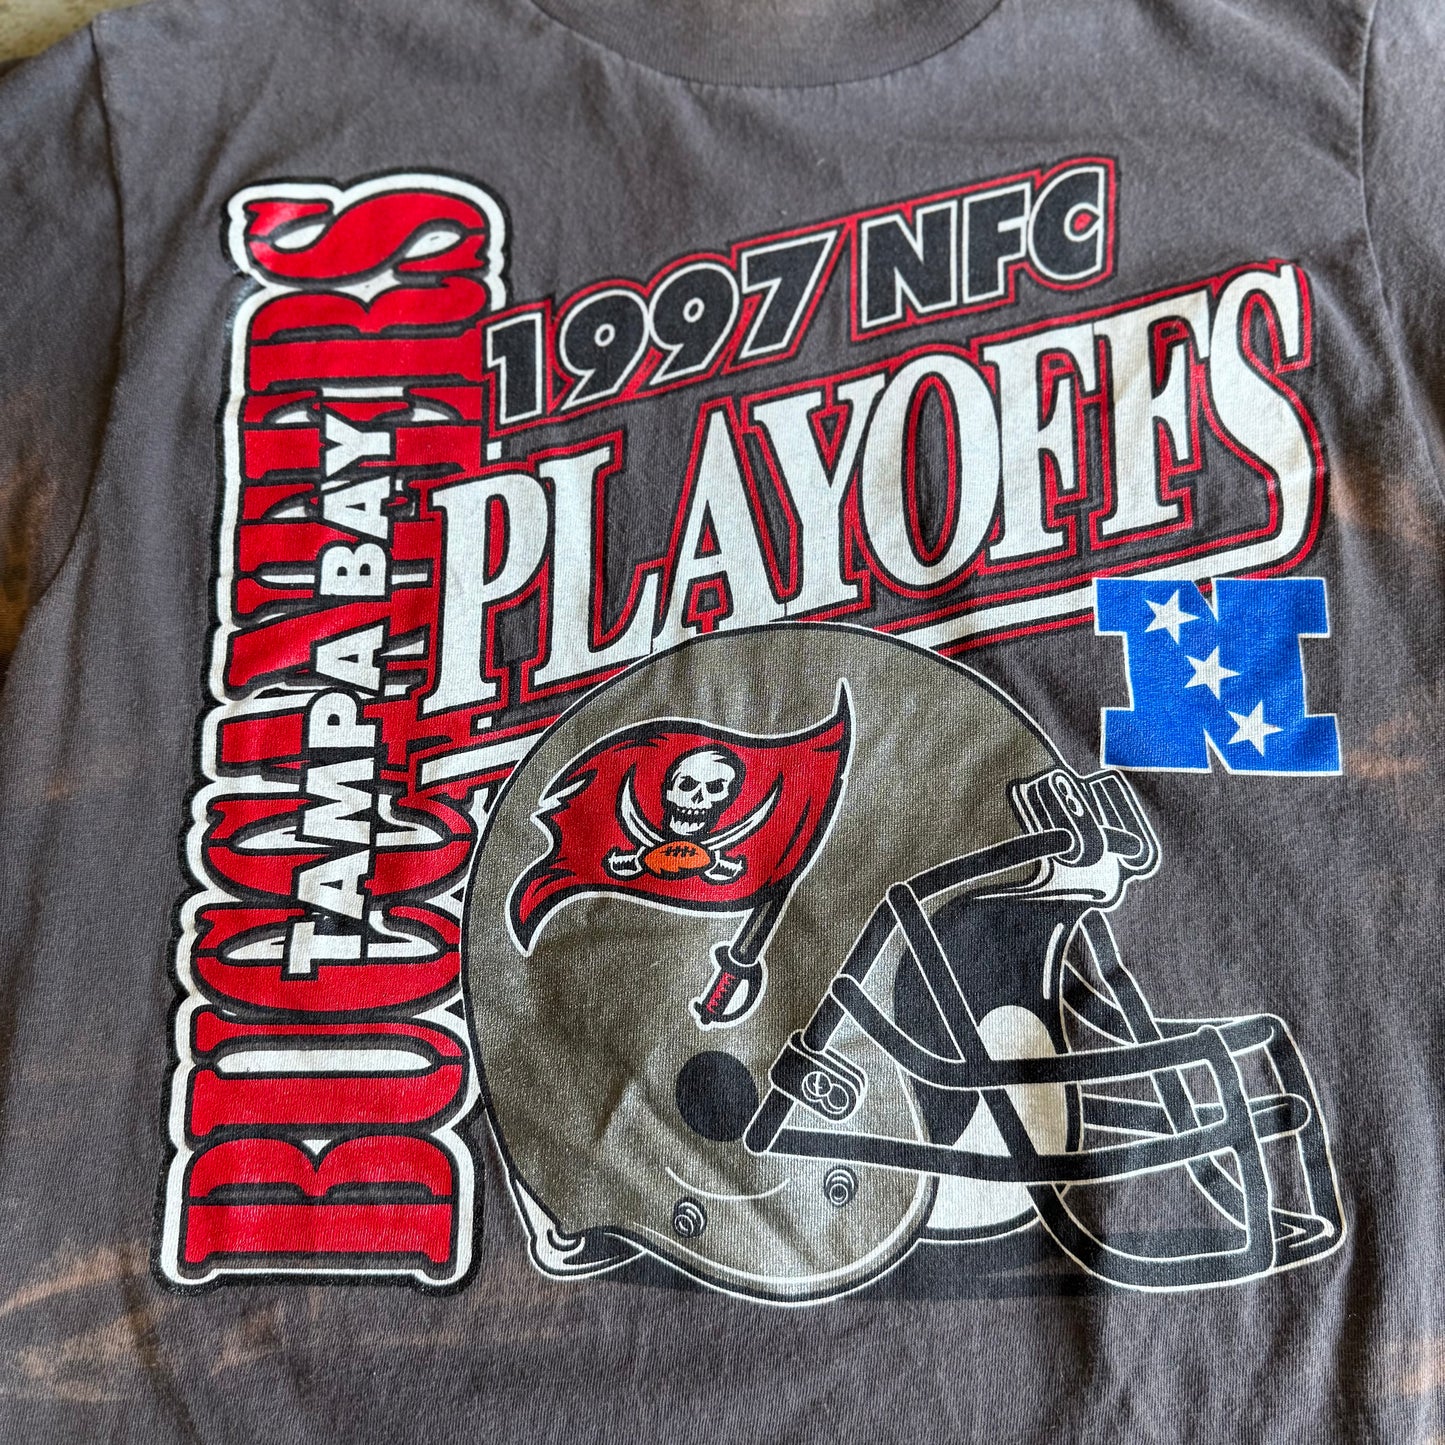 BUCCANEERS
TAMPA BAY
1997 NFC
PLAYOFFS
N